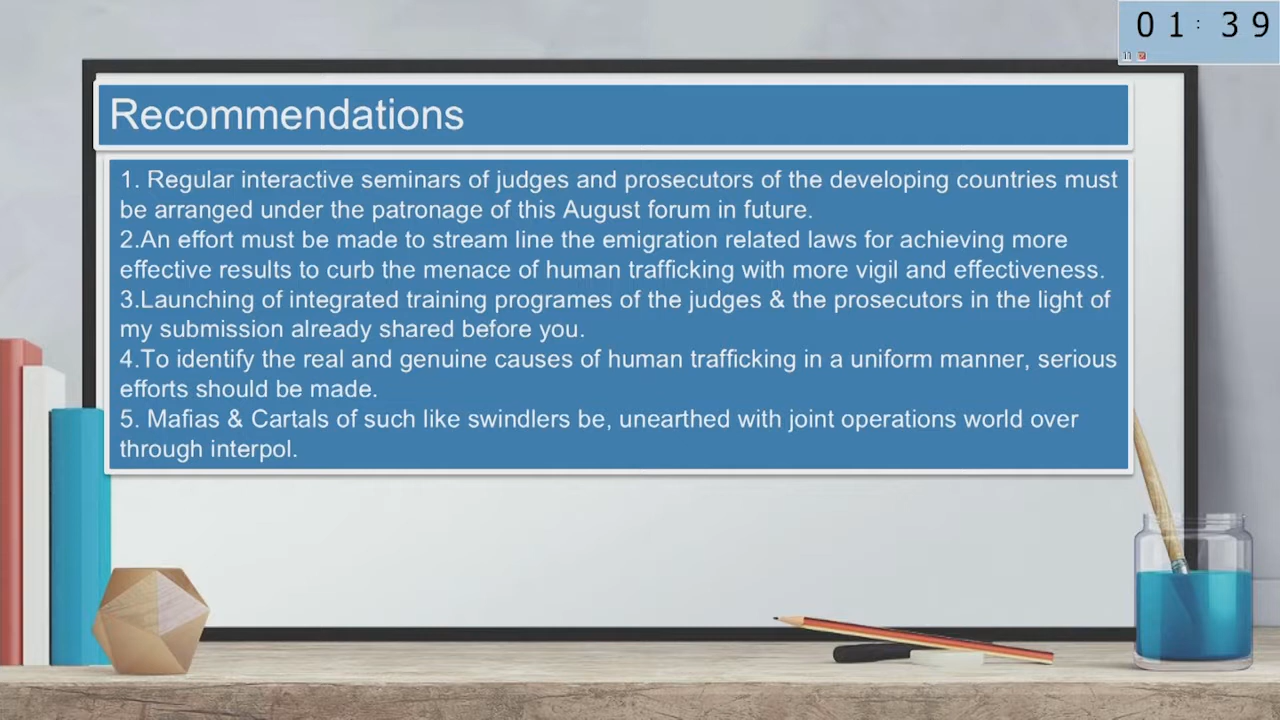 01:39
Recommendations
1. Regular interactive seminars of judges and prosecutors of the developing countries must
be arranged under the patronage of this August forum in future.
2.An effort must be made to stream line the emigration related laws for achieving more
effective results to curb the menace of human trafficking with more vigil and effectiveness.
3.Launching of integrated training programes of the judges & the prosecutors in the light of
my submission already shared before you.
4.To identify the real and genuine causes of human trafficking in a uniform manner, serious
efforts should be made.
5. Mafias & Cartals of such like swindlers be, unearthed with joint operations world over
through interpol.